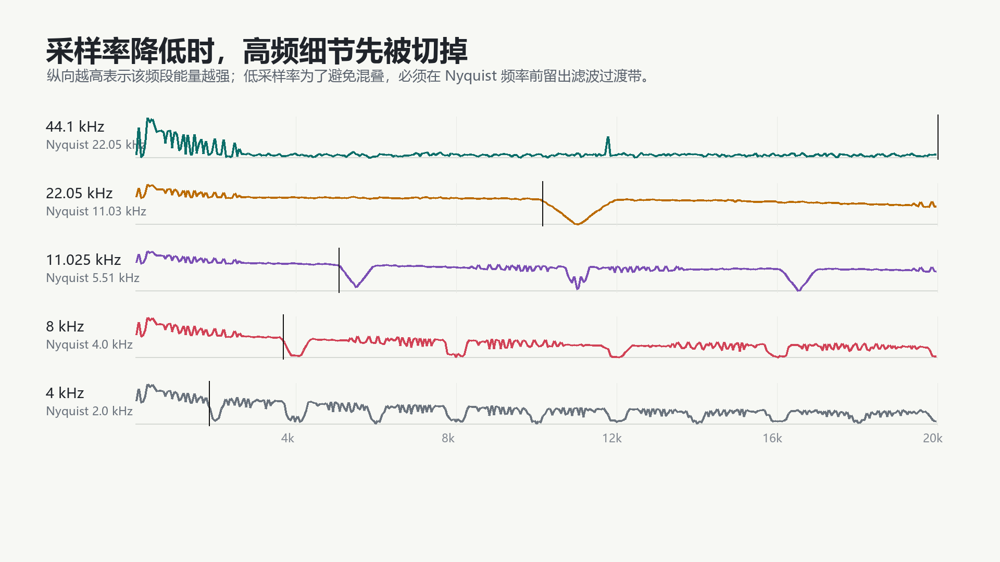 采样率降低时，高频细节先被切掉
纵向越高表示该频段能量越强；低采样率为了避免混叠，必须在 Nyquist 频率前留出滤波过渡带。
44.1 kHz
Nyquist 22.05 kHz
22.05 kHz
Nyquist 11.03 kHz
11.025 kHz
Nyquist 5.51 kHz
8 kHz
Nyquist 4.0 kHz
4 kHz
Nyquist 2.0 kHz
4k 8k 12k 16k 20k